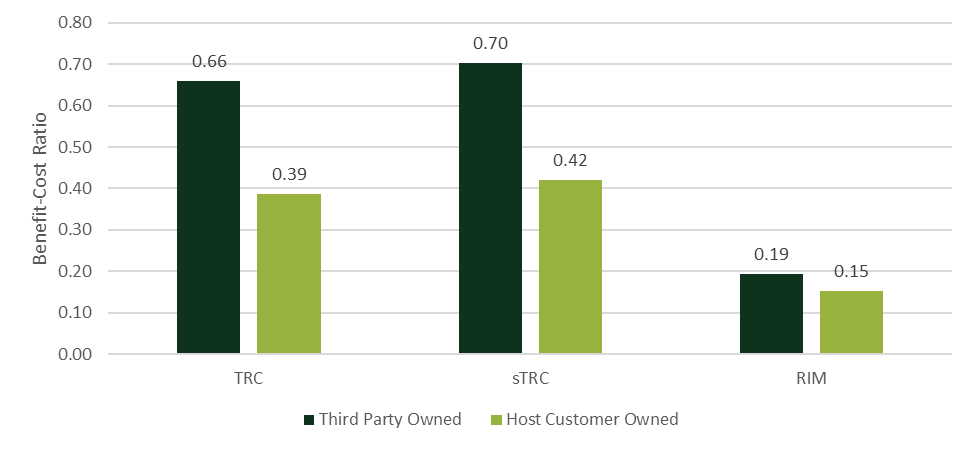 Benefit-Cost Ratio
0.80
0.70
0.60
0.50
0.40
0.30
0.20
0.10
0.00
0.66
0.39
0.70
0.42
0.19
0.15
TRC
sTRC
RIM
Third Party Owned
Host Customer Owned